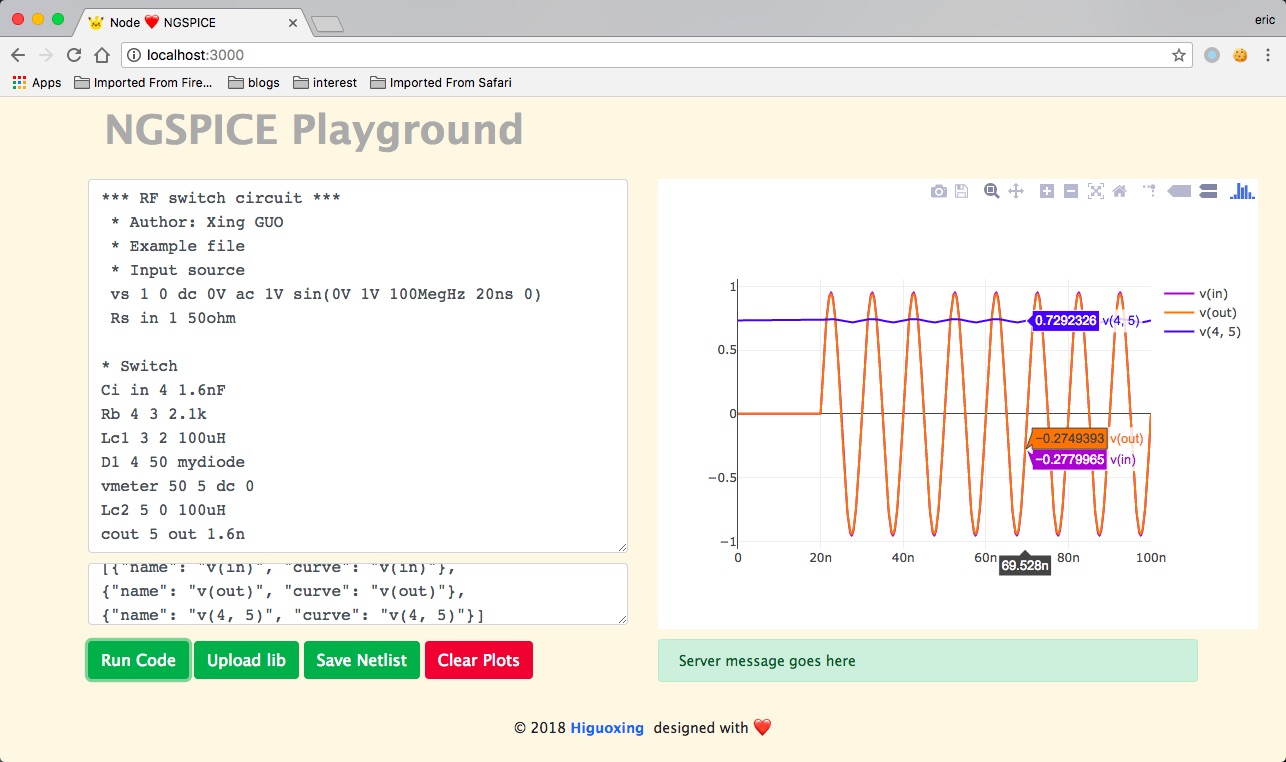 Node ❤️ NGSPICE
eric
localhost:3000
Apps Imported From Fire... blogs interest Imported From Safari
NGSPICE Playground
*** RF switch circuit ***
* Author: Xing GUO
* Example file
* Input source
vs 1 0 dc 0V ac 1V sin(0V 1V 100MegHz 20ns 0)
Rs in 1 50ohm
* Switch
Ci in 4 1.6nF
Rb 4 3 2.1k
Lc1 3 2 100uH
D1 4 50 mydiode
vmeter 50 5 dc 0
Lc2 5 0 100uH
cout 5 out 1.6n
[{"name": "v(in)", "curve": "v(in)"},
{"name": "v(out)", "curve": "v(out)"},
{"name": "v(4, 5)", "curve": "v(4, 5)"}]
Run Code Upload lib Save Netlist Clear Plots
1
0.5
0
−0.5
−1
0 20n 40n 60n 80n 100n
69.528n
0.7292326 v(4, 5)
−0.2749393 v(out)
−0.2779965 v(in)
v(in)
v(out)
v(4, 5)
Server message goes here
© 2018 Higuoxing designed with ❤️